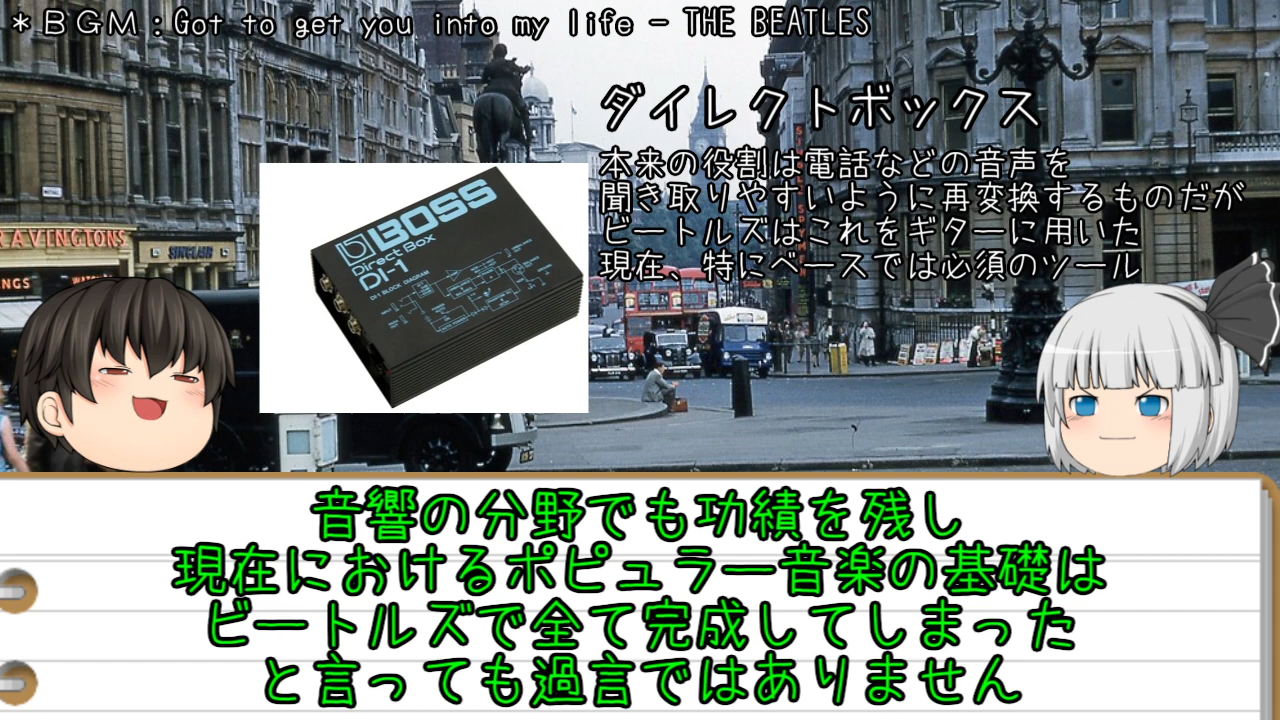 *BGM:Got to get you into my life - THE BEATLES
ダイレクトボックス
本来の役割は電話などの音声を
聞き取りやすいように再変換するものだが
ビートルズはこれをギターに用いた
現在、特にベースでは必須のツール
BOSS
Direct Box
DI-1
DI-1 BLOCK DIAGRAM
RAVINGTONS
SINCLAIR
音響の分野でも功績を残し
現在におけるポピュラー音楽の基礎は
ビートルズで全て完成してしまった
と言っても過言ではありません